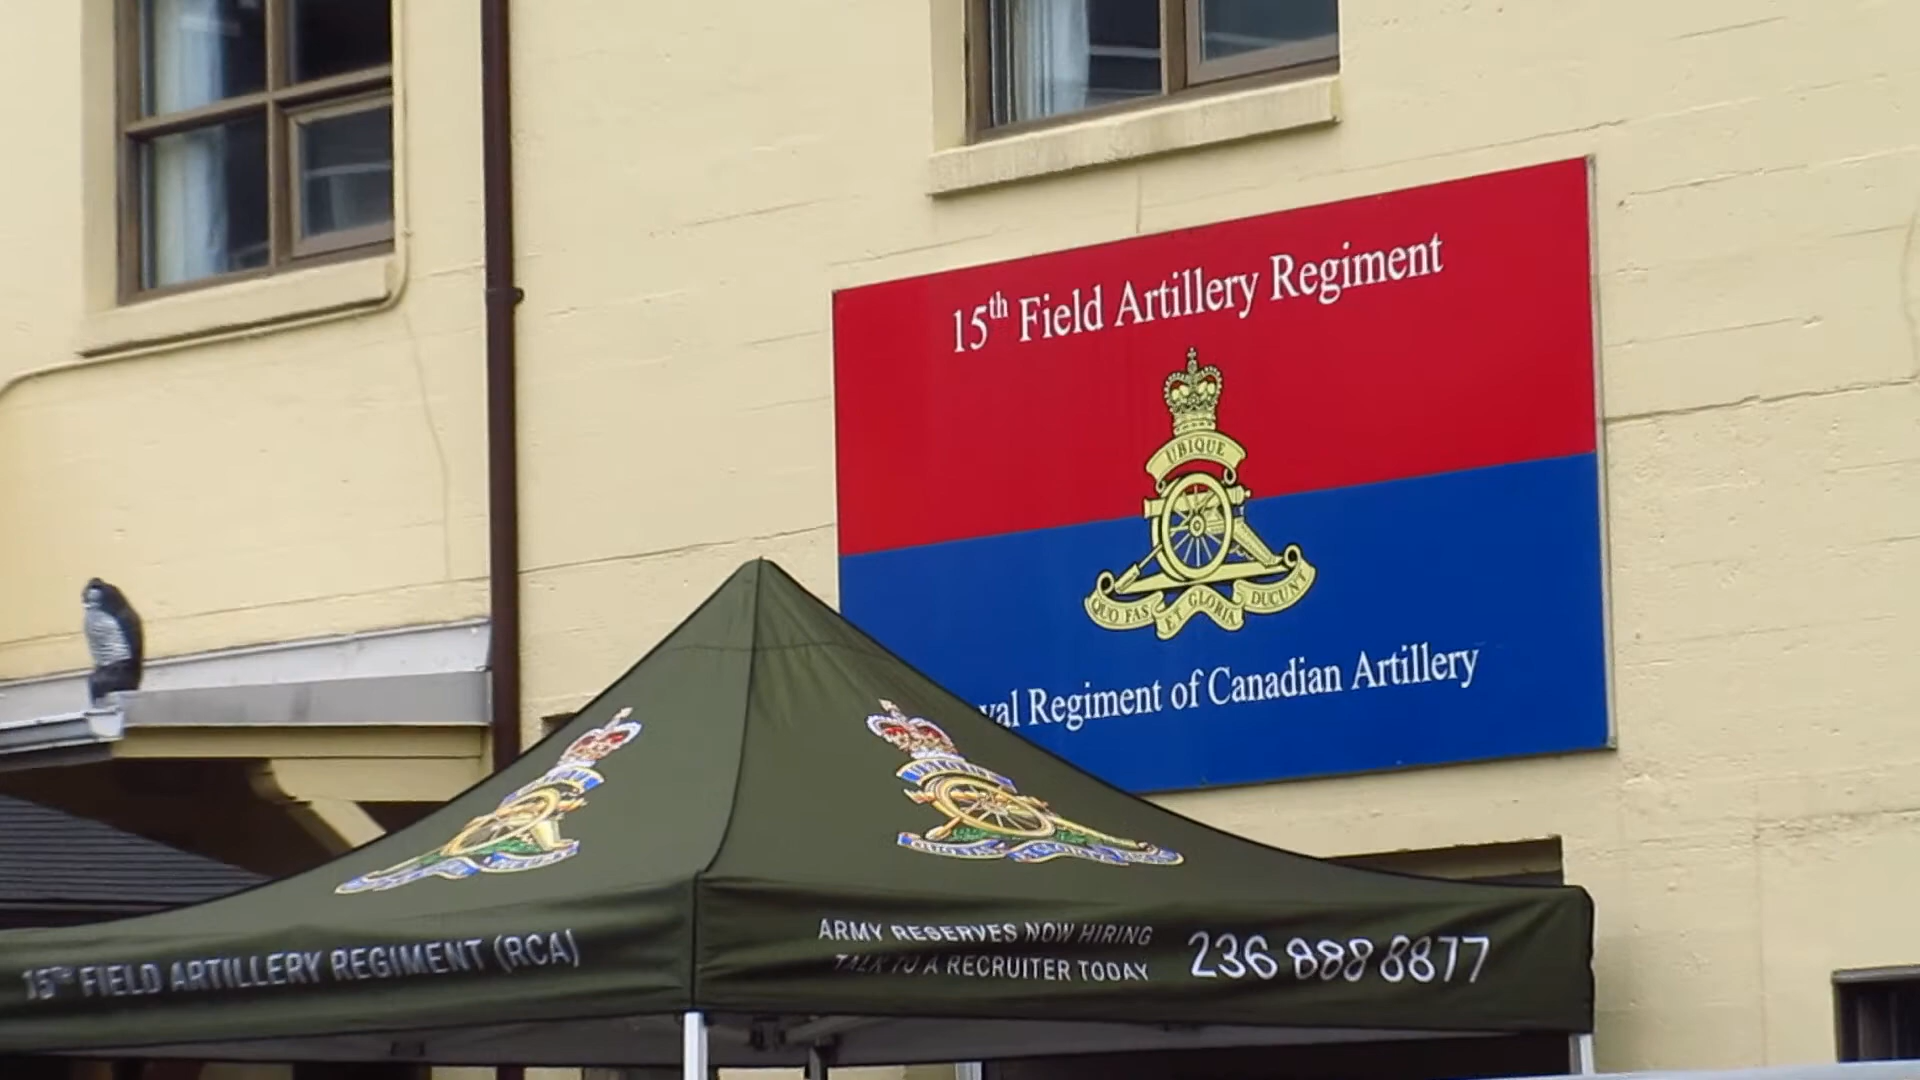 15th Field Artillery Regiment
UBIQUE
QUO FAS ET GLORIA DUCUNT
Regiment of Canadian Artillery
15TH FIELD ARTILLERY REGIMENT (RCA)
ARMY RESERVES NOW HIRING
TALK TO A RECRUITER TODAY
236 888 8877